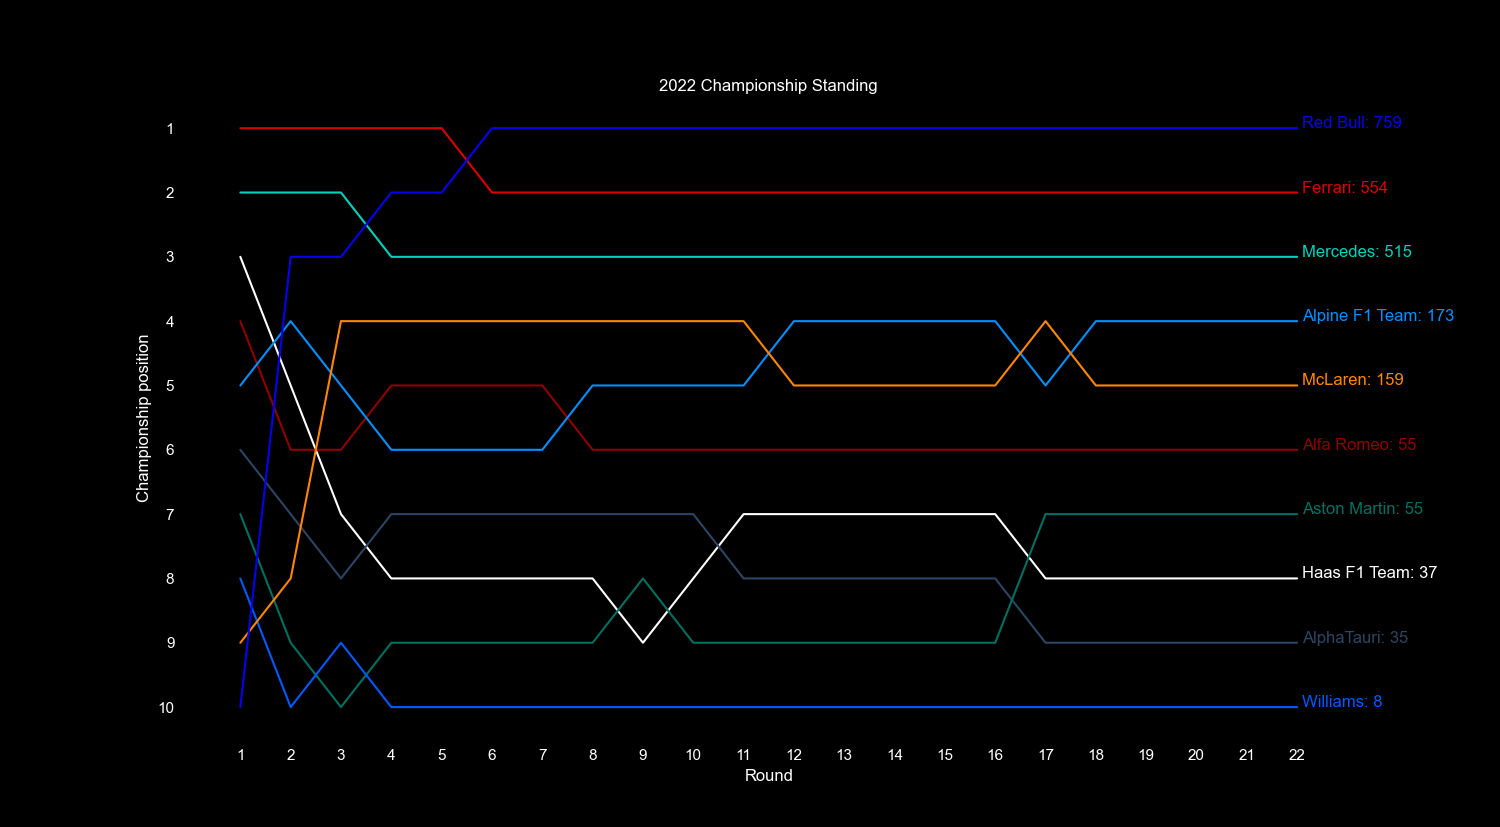 2022 Championship Standing
1
2
3
4
5
6
7
8
9
10
Championship position
Red Bull: 759
Ferrari: 554
Mercedes: 515
Alpine F1 Team: 173
McLaren: 159
Alfa Romeo: 55
Aston Martin: 55
Haas F1 Team: 37
AlphaTauri: 35
Williams: 8
1 2 3 4 5 6 7 8 9 10 11 12 13 14 15 16 17 18 19 20 21 22
Round